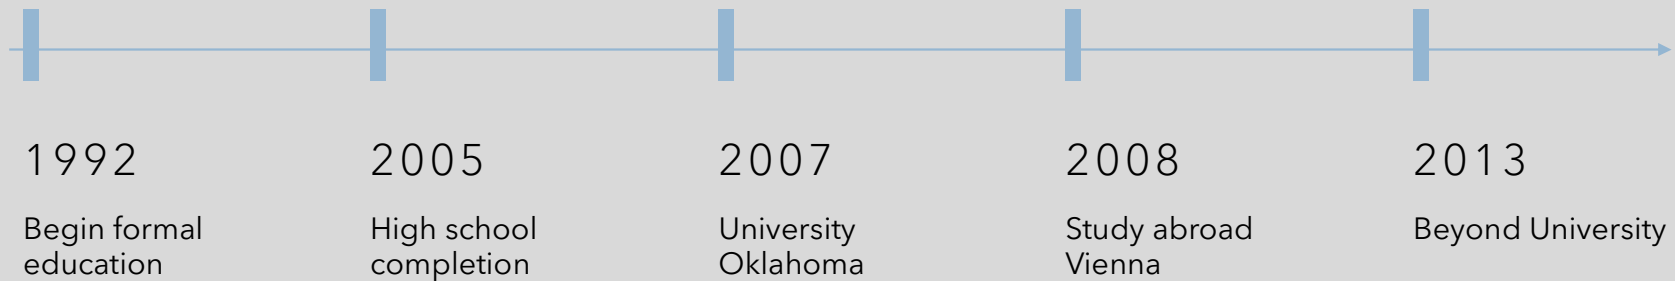 1992
Begin formal
education
2005
High school
completion
2007
University
Oklahoma
2008
Study abroad
Vienna
2013
Beyond University